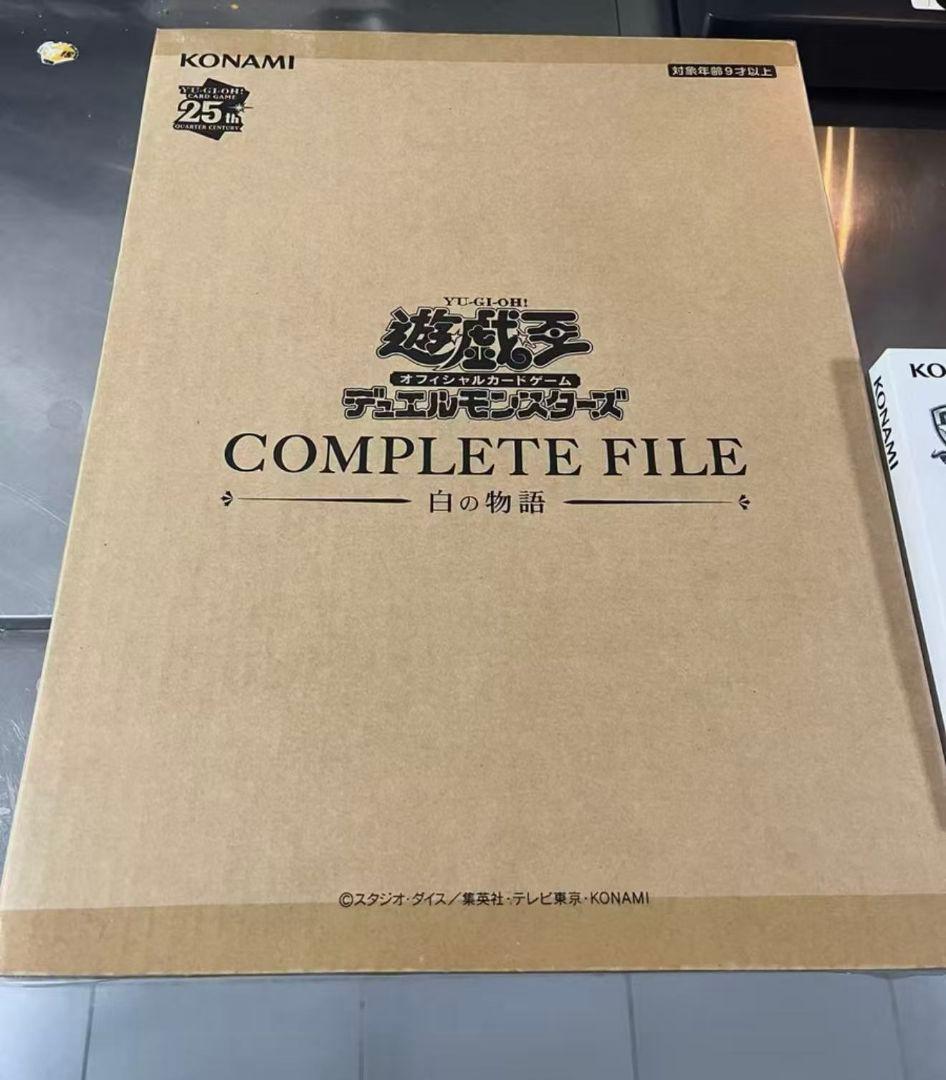 KONAMI
対象年齢9才以上
YU-GI-OH!
CARD GAME
25th
QUARTER CENTURY
YU-GI-OH!
遊☆戯☆王
オフィシャルカードゲーム
デュエルモンスターズ
COMPLETE FILE
白の物語
©スタジオ・ダイス／集英社・テレビ東京・KONAMI
KO
KONAMI